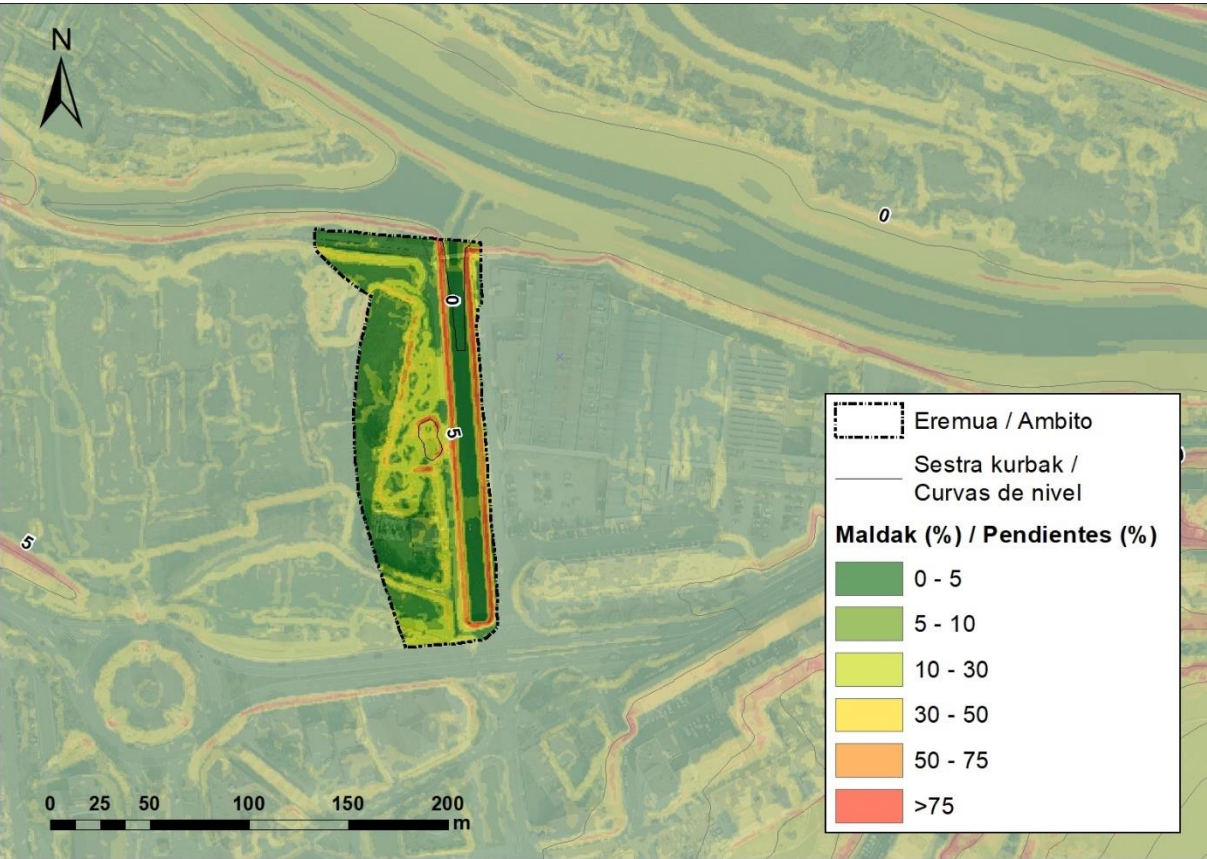 N
0
0
5
5
Eremua / Ambito
Sestra kurbak /
Curvas de nivel
Maldak (%) / Pendientes (%)
0 - 5
5 - 10
10 - 30
30 - 50
50 - 75
>75
0 25 50 100 150 200
m